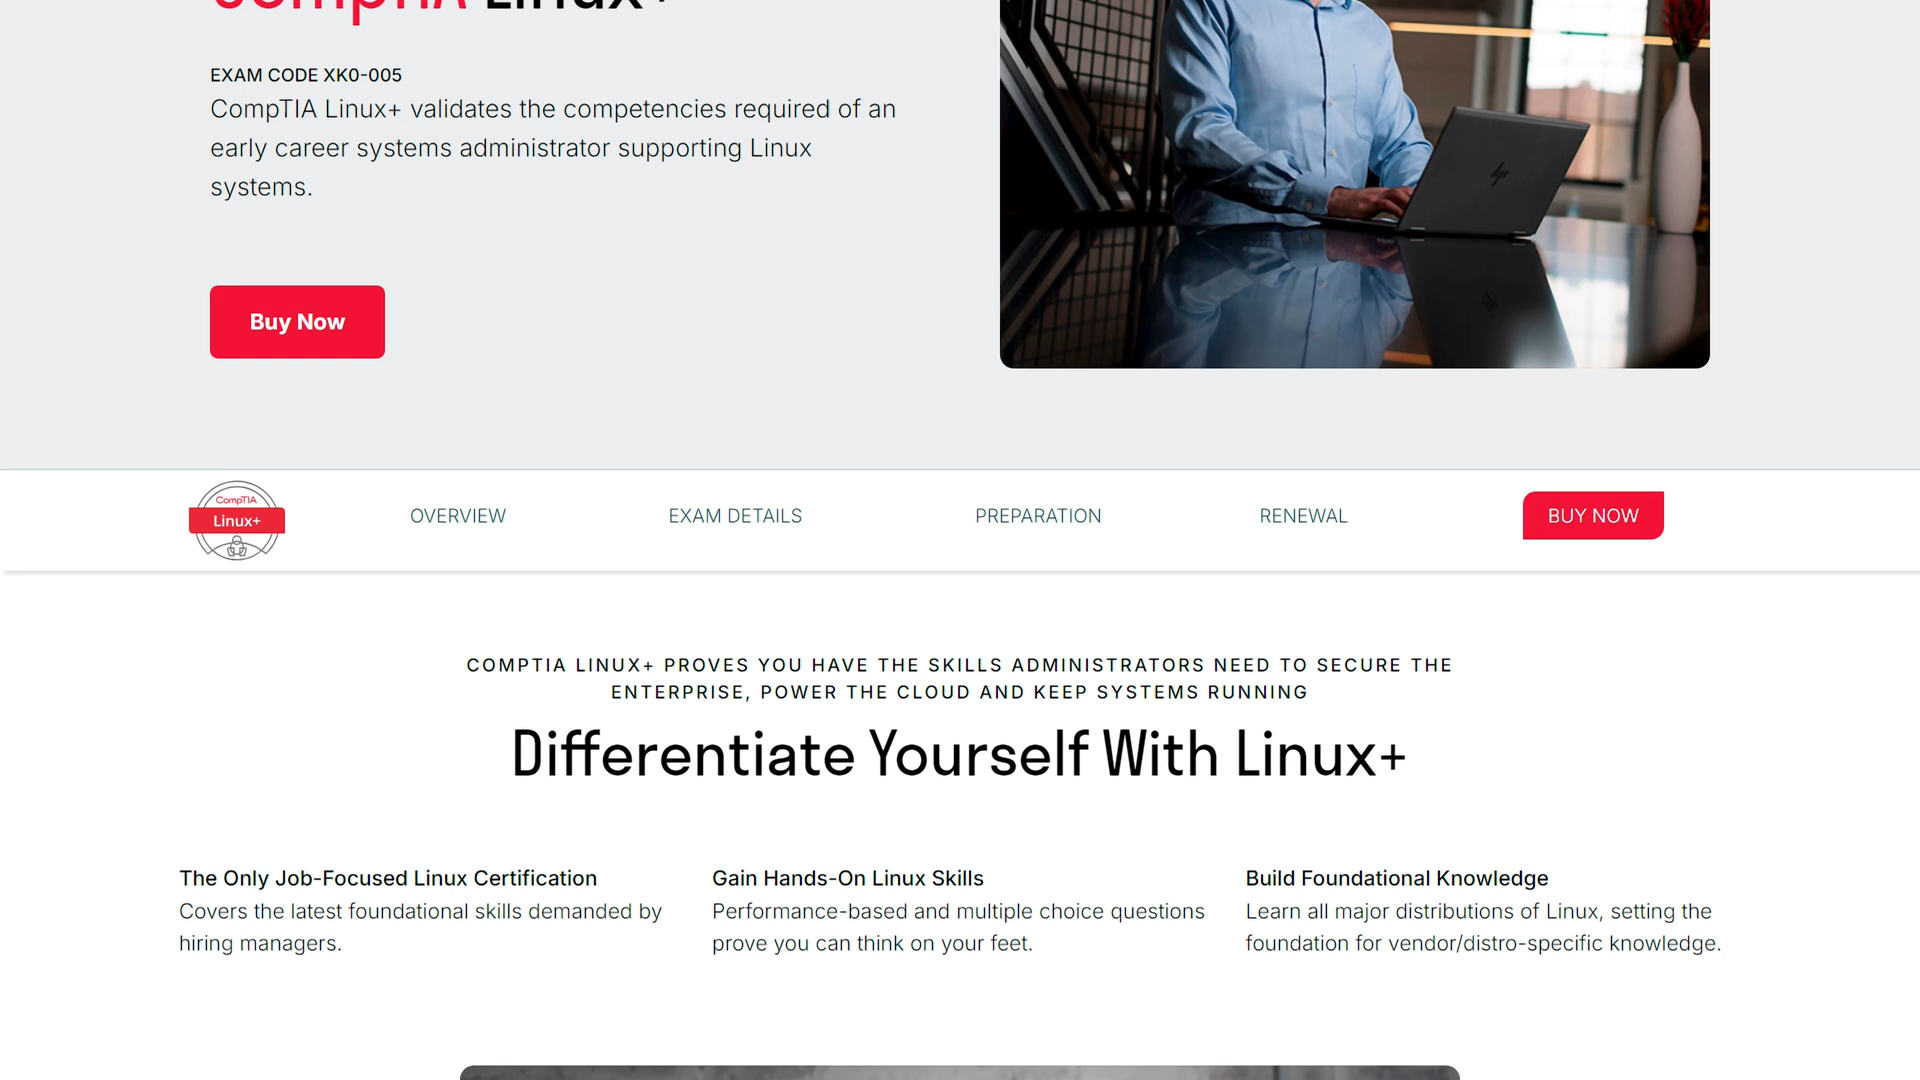 CompTIA Linux+
EXAM CODE XK0-005
CompTIA Linux+ validates the competencies required of an
early career systems administrator supporting Linux
systems.
Buy Now
hp
CompTIA
Linux+
OVERVIEW
EXAM DETAILS
PREPARATION
RENEWAL
BUY NOW
COMPTIA LINUX+ PROVES YOU HAVE THE SKILLS ADMINISTRATORS NEED TO SECURE THE
ENTERPRISE, POWER THE CLOUD AND KEEP SYSTEMS RUNNING
Differentiate Yourself With Linux+
The Only Job-Focused Linux Certification
Covers the latest foundational skills demanded by
hiring managers.
Gain Hands-On Linux Skills
Performance-based and multiple choice questions
prove you can think on your feet.
Build Foundational Knowledge
Learn all major distributions of Linux, setting the
foundation for vendor/distro-specific knowledge.